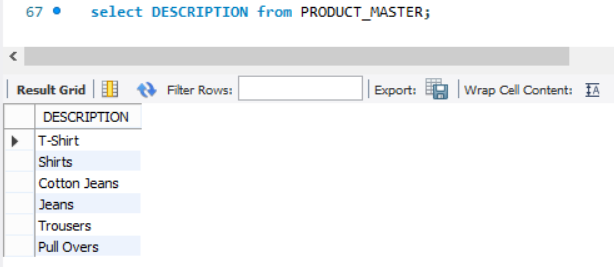 67 select DESCRIPTION from PRODUCT_MASTER;
Result Grid Filter Rows: Export: Wrap Cell Content: IA
DESCRIPTION
T-Shirt
Shirts
Cotton Jeans
Jeans
Trousers
Pull Overs